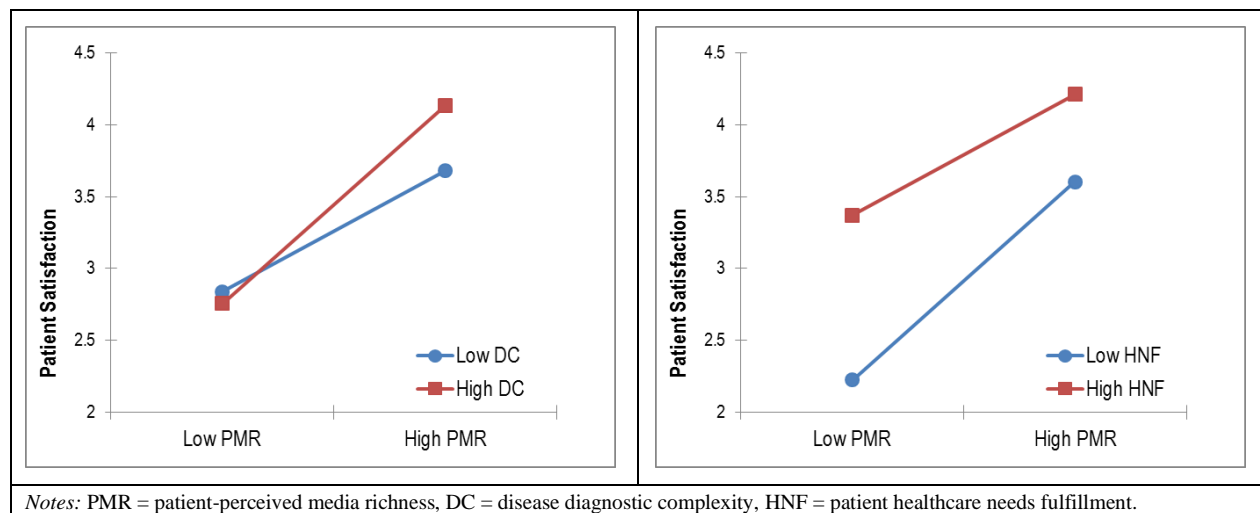 4.5
4
3.5
3
2.5
2
Patient Satisfaction
Low PMR
High PMR
Low DC
High DC
4.5
4
3.5
3
2.5
2
Patient Satisfaction
Low PMR
High PMR
Low HNF
High HNF
Notes: PMR = patient-perceived media richness, DC = disease diagnostic complexity, HNF = patient healthcare needs fulfillment.